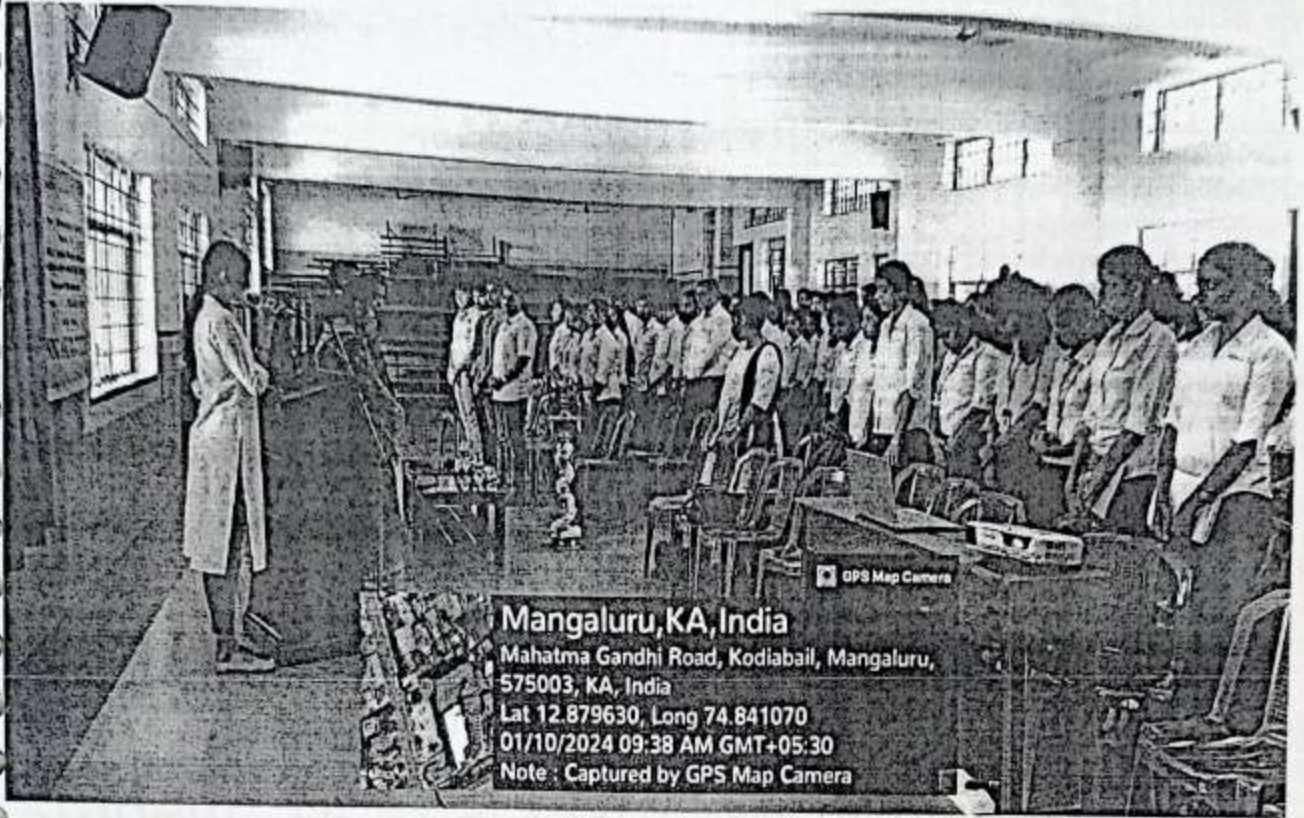 GPS Map Camera
Mangaluru,KA,India
Mahatma Gandhi Road, Kodiabail, Mangaluru,
575003, KA, India
Lat 12.879630, Long 74.841070
01/10/2024 09:38 AM GMT+05:30
Note : Captured by GPS Map Camera